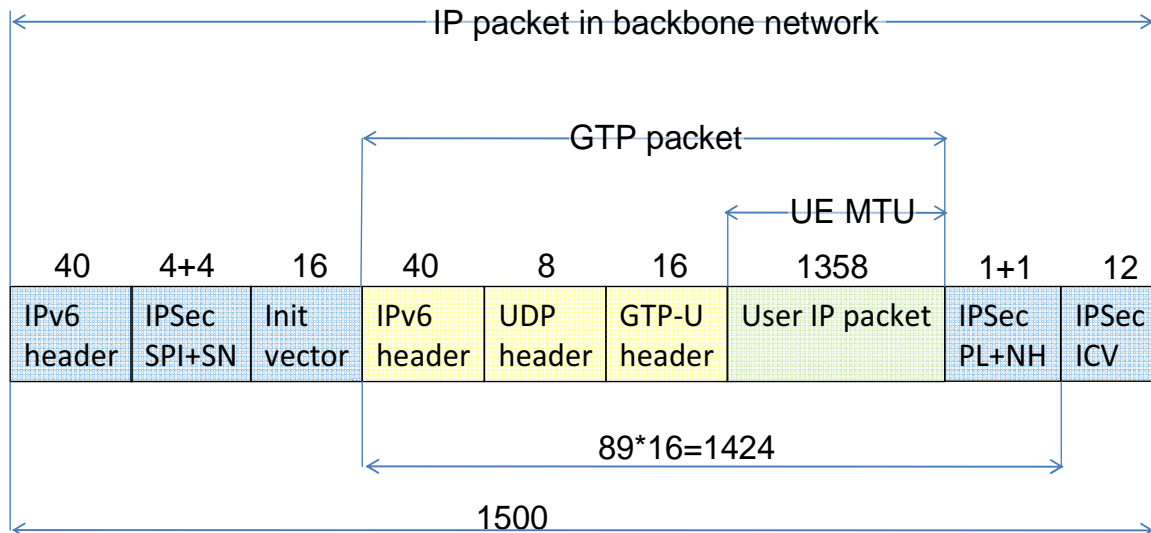 IP packet in backbone network
GTP packet
UE MTU
40 4+4 16 40 8 16 1358 1+1 12
IPv6 IPSec Init IPv6 UDP GTP-U User IP packet IPSec IPSec
header SPI+SN vector header header header PL+NH ICV
89*16=1424
1500